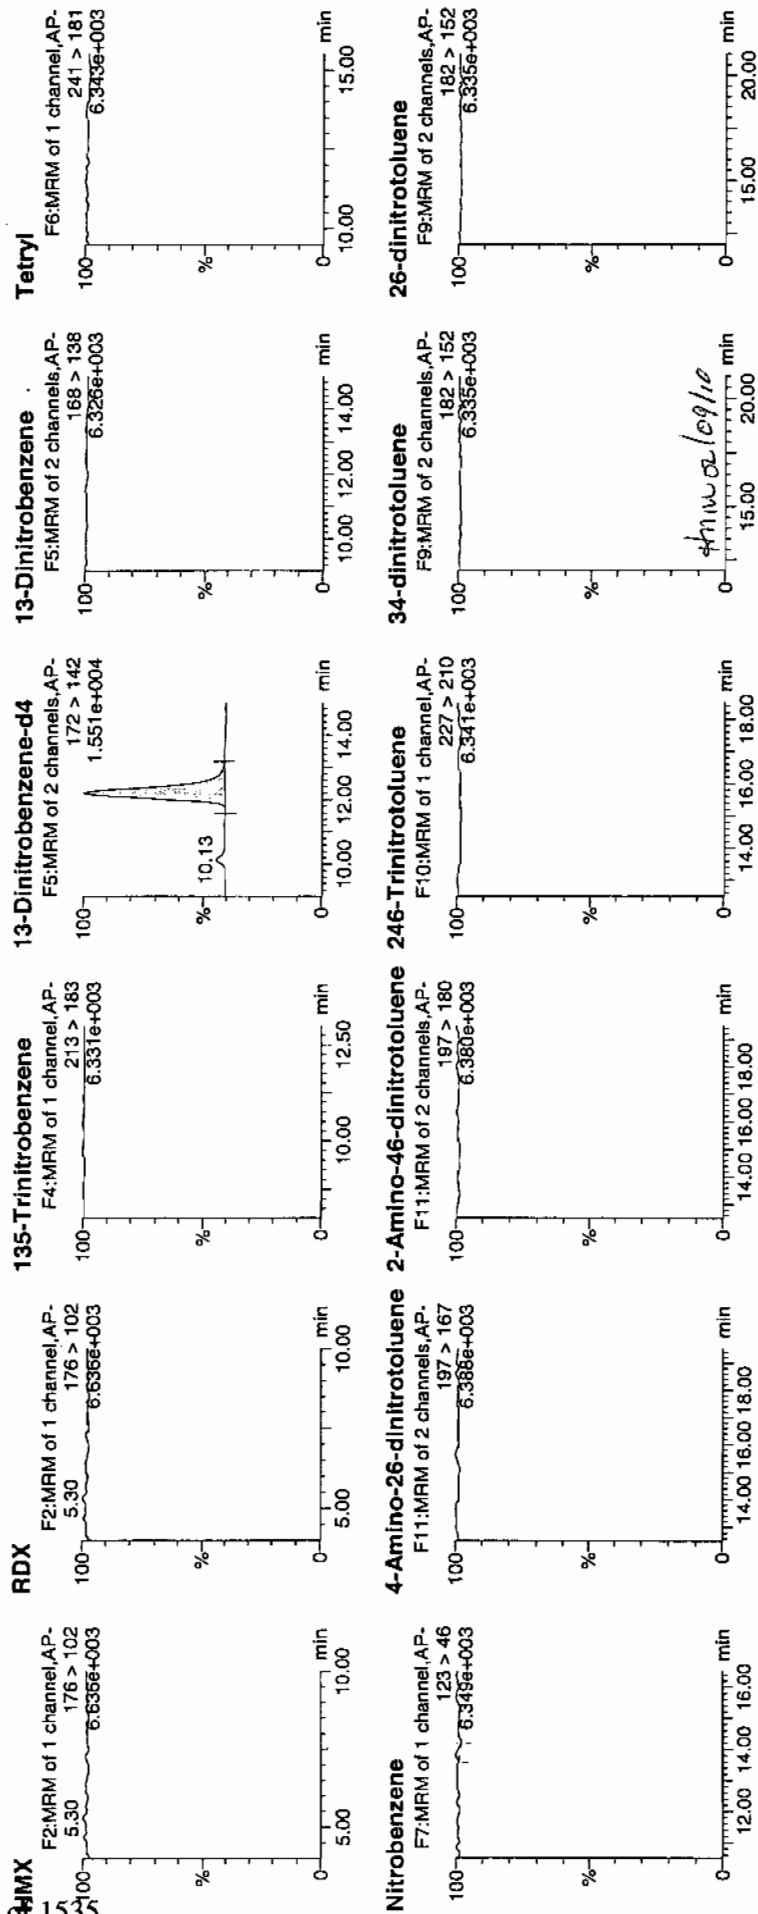 HMX
F2:MRM of 1 channel,AP-
176 > 102
6.636e+003
5.30
100
%
0
5.00
10.00
min
RDX
F2:MRM of 1 channel,AP-
176 > 102
6.636e+003
5.30
100
%
0
5.00
10.00
min
135-Trinitrobenzene
F4:MRM of 1 channel,AP-
213 > 183
6.331e+003
100
%
0
10.00
12.50
min
13-Dinitrobenzene-d4
F5:MRM of 2 channels,AP-
172 > 142
1.551e+004
10.13
100
%
0
10.00
12.00
14.00
min
13-Dinitrobenzene
F5:MRM of 2 channels,AP-
168 > 138
6.326e+003
100
%
0
10.00
12.00
14.00
min
Tetryl
F6:MRM of 1 channel,AP-
241 > 181
6.343e+003
100
%
0
10.00
15.00
min
Nitrobenzene
F7:MRM of 1 channel,AP-
123 > 46
6.349e+003
100
%
0
12.00
14.00
16.00
min
4-Amino-26-dinitrotoluene
F11:MRM of 2 channels,AP-
197 > 167
6.388e+003
100
%
0
14.00
16.00
18.00
min
2-Amino-46-dinitrotoluene
F11:MRM of 2 channels,AP-
197 > 180
6.380e+003
100
%
0
14.00
16.00
18.00
min
246-Trinitrotoluene
F10:MRM of 1 channel,AP-
227 > 210
6.341e+003
100
%
0
14.00
16.00
18.00
min
34-dinitrotoluene
F9:MRM of 2 channels,AP-
182 > 152
6.335e+003
100
%
0
15.00
20.00
min
02/09/10
26-dinitrotoluene
F9:MRM of 2 channels,AP-
182 > 152
6.335e+003
100
%
0
15.00
20.00
min
1535